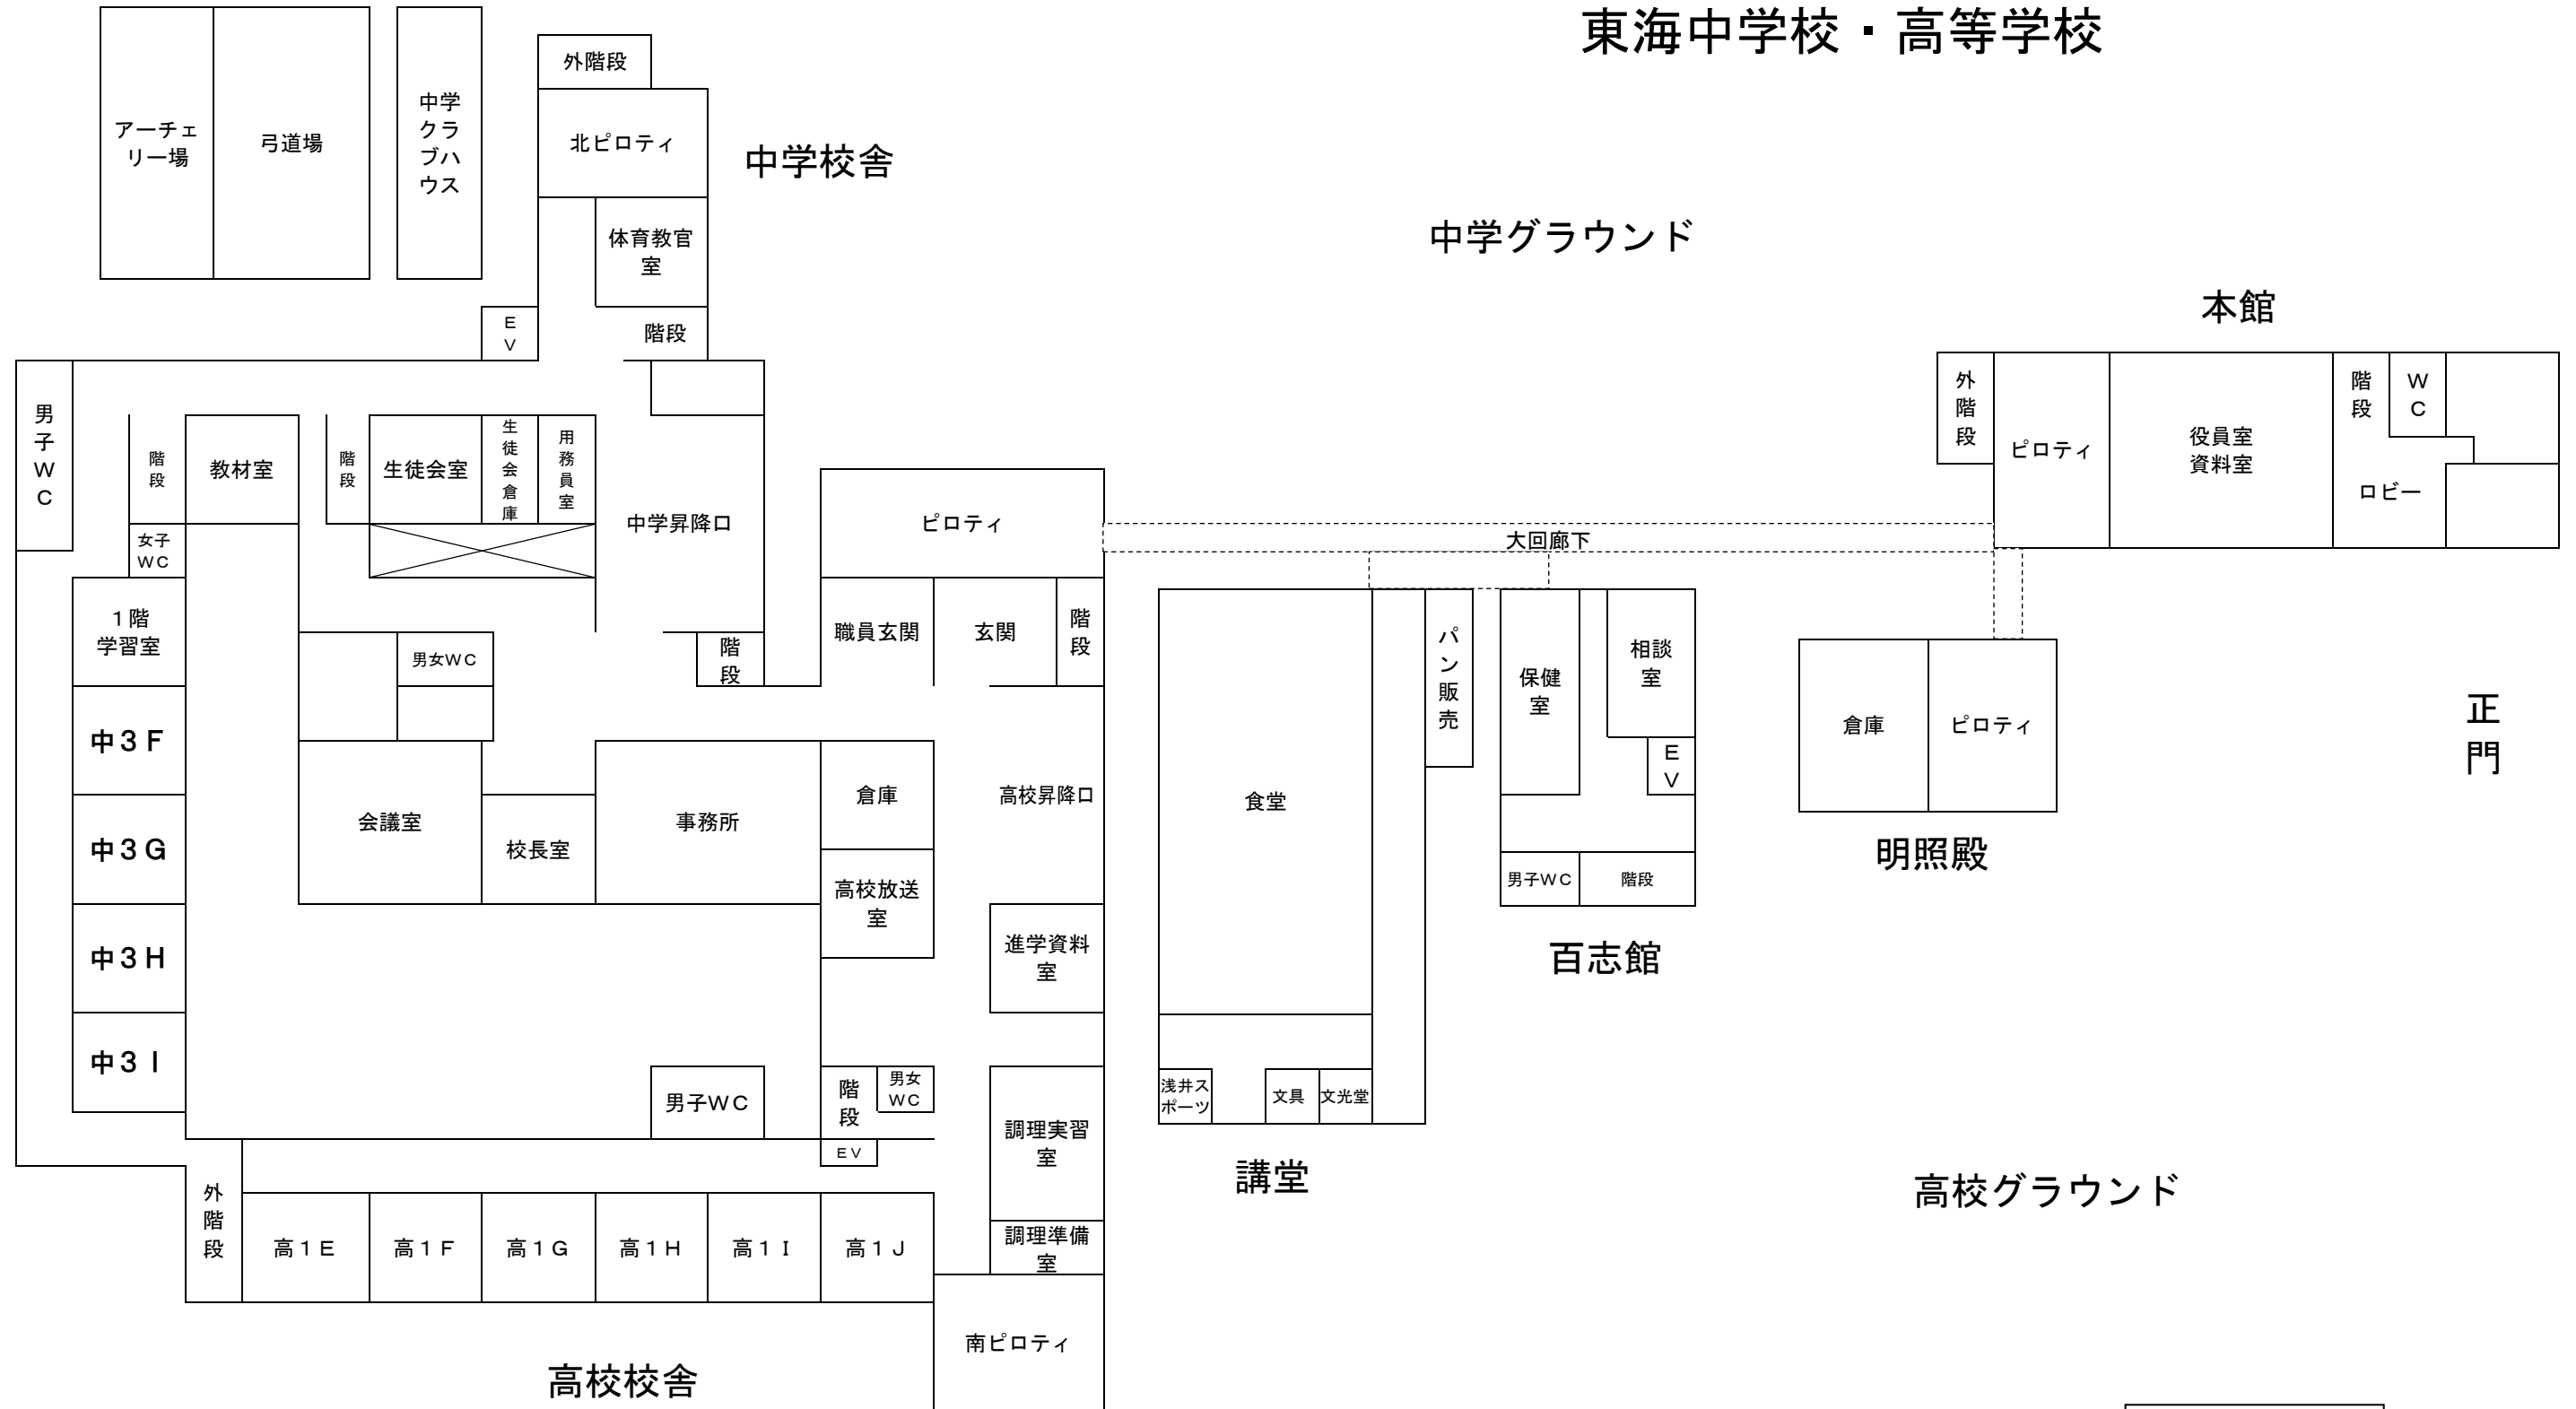 東海中学校・高等学校
外階段
アーチェ
リー場
弓道場
中学
クラ
ブハ
ウス
北ピロティ
中学校舎
体育教官
室
中学グラウンド
本館
E
V
階段
男
子
W
C
階
段
教材室
階
段
生徒会室
生
徒
会
倉
庫
用
務
員
室
中学昇降口
ピロティ
大回廊下
外
階
段
ピロティ
役員室
資料室
階
段
W
C
ロビー
女子
WC
1階
学習室
男女WC
階
段
職員玄関
玄関
階
段
パ
ン
販
売
保健
室
相談
室
E
V
倉庫
ピロティ
正
門
中3F
中3G
中3H
中3I
会議室
校長室
事務所
倉庫
高校昇降口
食堂
高校放送
室
進学資料
室
男子WC
階段
明照殿
百志館
男子WC
階
段
男女
WC
EV
調理実習
室
調理準備
室
浅井ス
ポーツ
文具
文光堂
講堂
高校グラウンド
外
階
段
高1E
高1F
高1G
高1H
高1I
高1J
南ピロティ
高校校舎